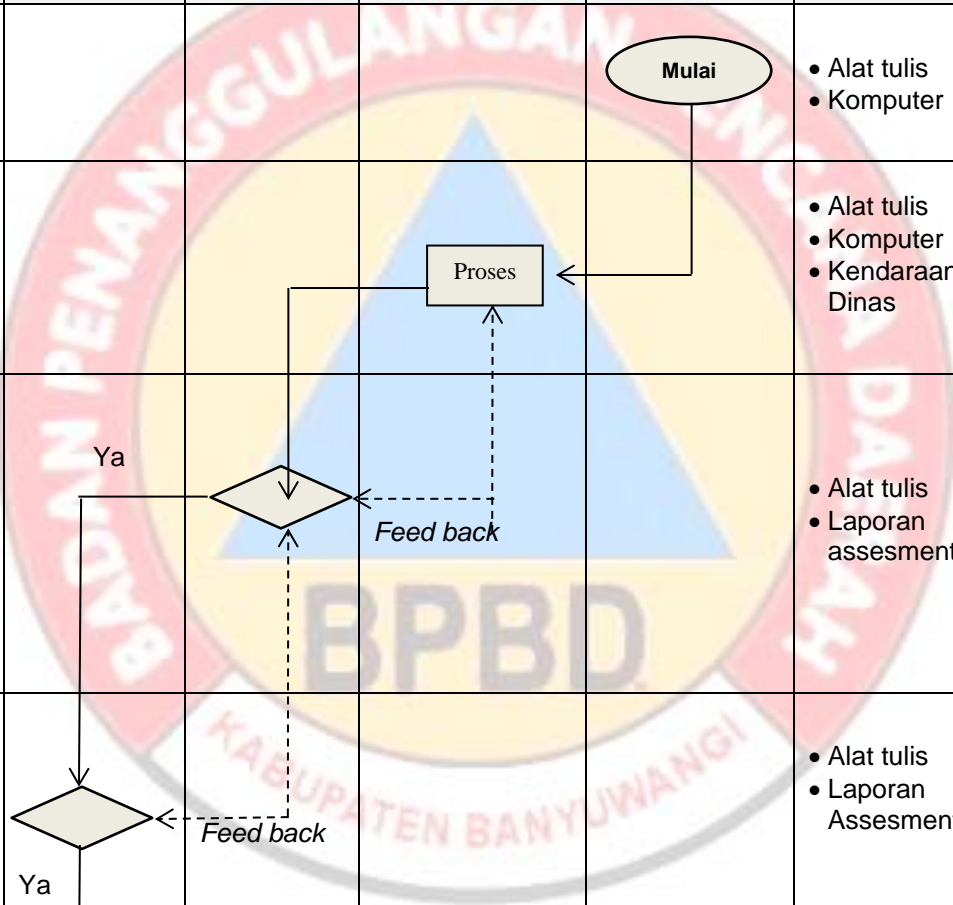 Mulai
• Alat tulis
• Komputer
• Alat tulis
• Komputer
• Kendaraan
Dinas
Proses
Ya
Feed back
• Alat tulis
• Laporan
assesment
• Alat tulis
• Laporan
Assesment
Feed back
Ya
BADAN PENANGGULANGAN BENCANA DAERAH
BPBD
KABUPATEN BANYUWANGI